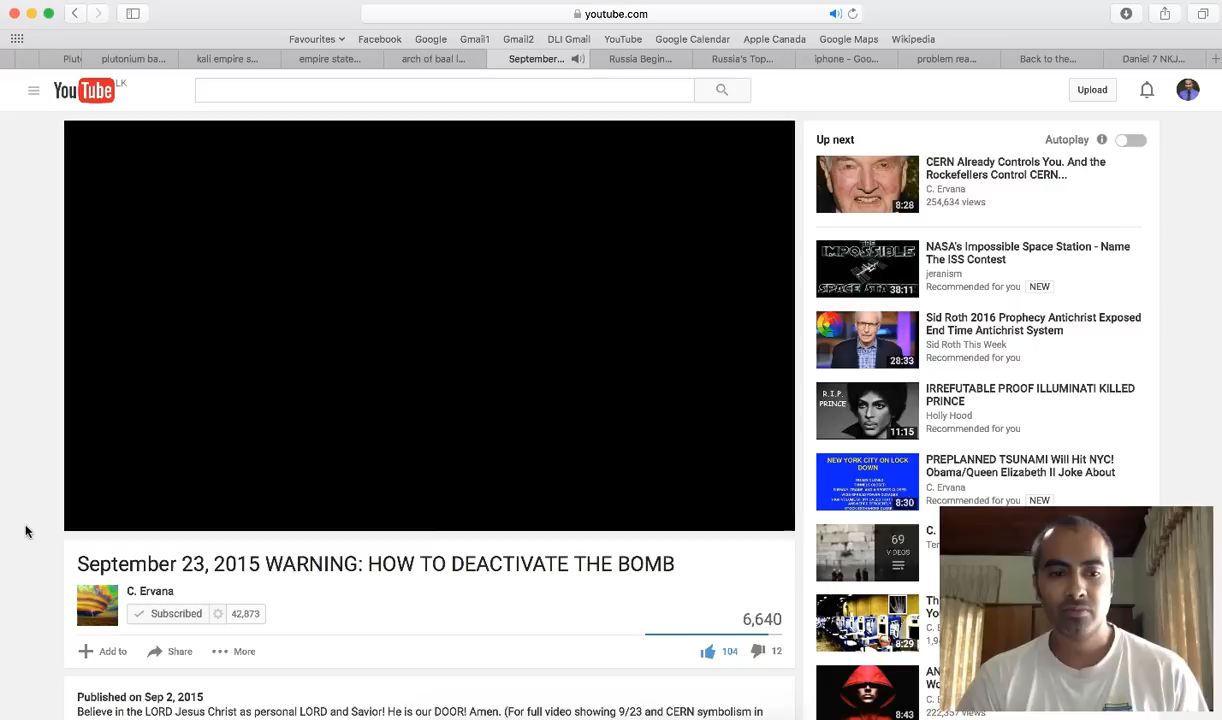 youtube.com
Favourites
Facebook
Google
Gmail1
Gmail2
DLI Gmail
YouTube
Google Calendar
Apple Canada
Google Maps
Wikipedia
plutonium ba...
kali empire s...
empire state...
arch of baal l...
September...
Russia Begin...
Russia's Top...
iphone - Goo...
problem rea...
Back to the...
Daniel 7 NKJ...
YouTube LK
Upload
Up next
Autoplay
CERN Already Controls You. And the
Rockefellers Control CERN...
C. Ervana
254,634 views
8:28
NASA's Impossible Space Station - Name
The ISS Contest
jeranism
Recommended for you NEW
38:11
Sid Roth 2016 Prophecy Antichrist Exposed
End Time Antichrist System
Sid Roth This Week
Recommended for you
28:33
IRREFUTABLE PROOF ILLUMINATI KILLED
PRINCE
Holly Hood
Recommended for you
R.I.P.
PRINCE
11:15
PREPLANNED TSUNAMI Will Hit NYC!
Obama/Queen Elizabeth II Joke About
C. Ervana
Recommended for you NEW
NEW YORK CITY ON LOCK
DOWN
8:30
C.
69
VIDEOS
8:29
8:43
September 23, 2015 WARNING: HOW TO DEACTIVATE THE BOMB
C. Ervana
Subscribed 42,873
6,640
Add to
Share
More
104
12
Published on Sep 2, 2015
Believe in the LORD Jesus Christ as personal LORD and Savior! He is our DOOR! Amen. (For full video showing 9/23 and CERN symbolism in